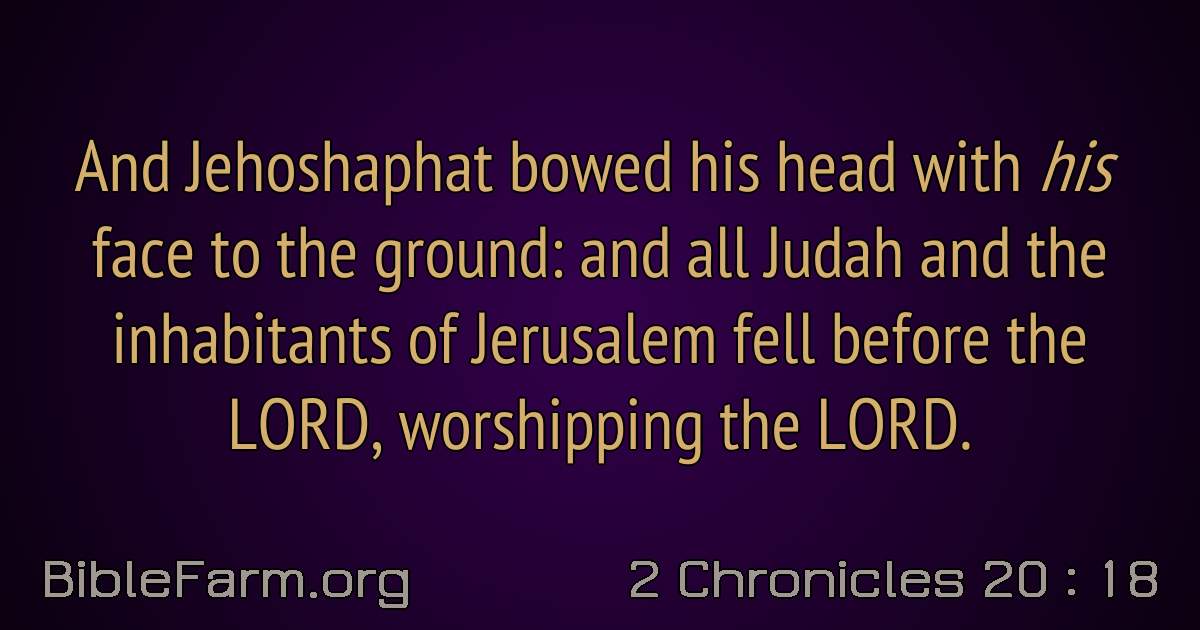 And Jehoshaphat bowed his head with his
face to the ground: and all Judah and the
inhabitants of Jerusalem fell before the
LORD, worshipping the LORD.
BibleFarm.org
2 Chronicles 20 : 18